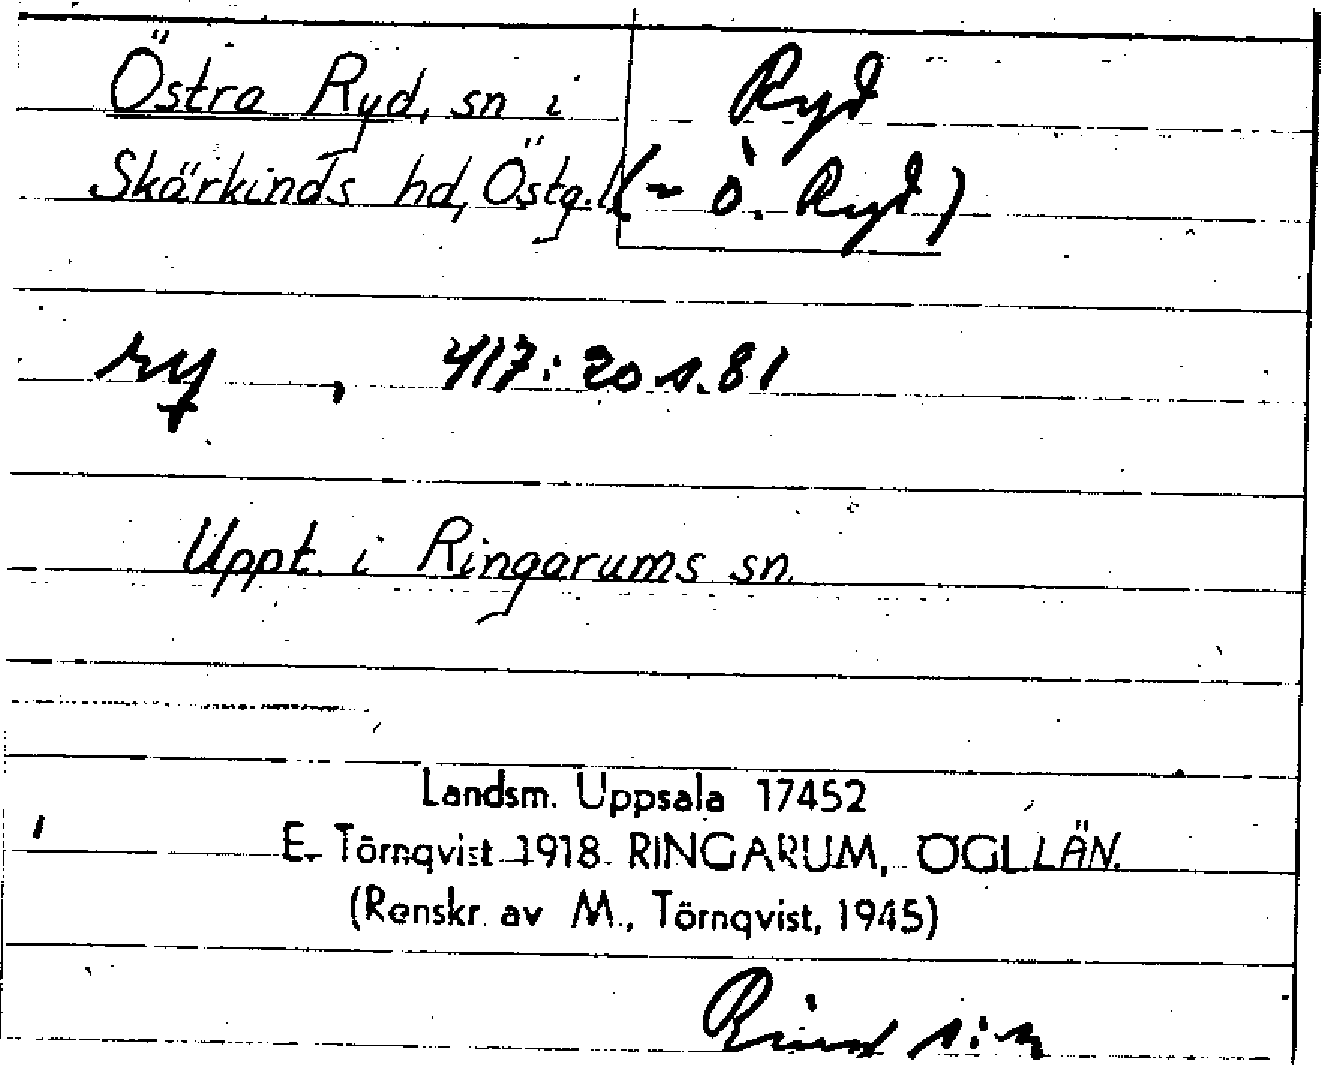 Östra Ryd, sn i
Skärkinds hd, Östg.l.
Ryd
(~ Ö. Ryd)
ry , 417:20 s. 81
Uppt. i Ringarums sn.
Landsm. Uppsala 17452
E. Törnqvist 1918 RINGARUM, ÖGL LÄN.
(Renskr. av M., Törnqvist, 1945)